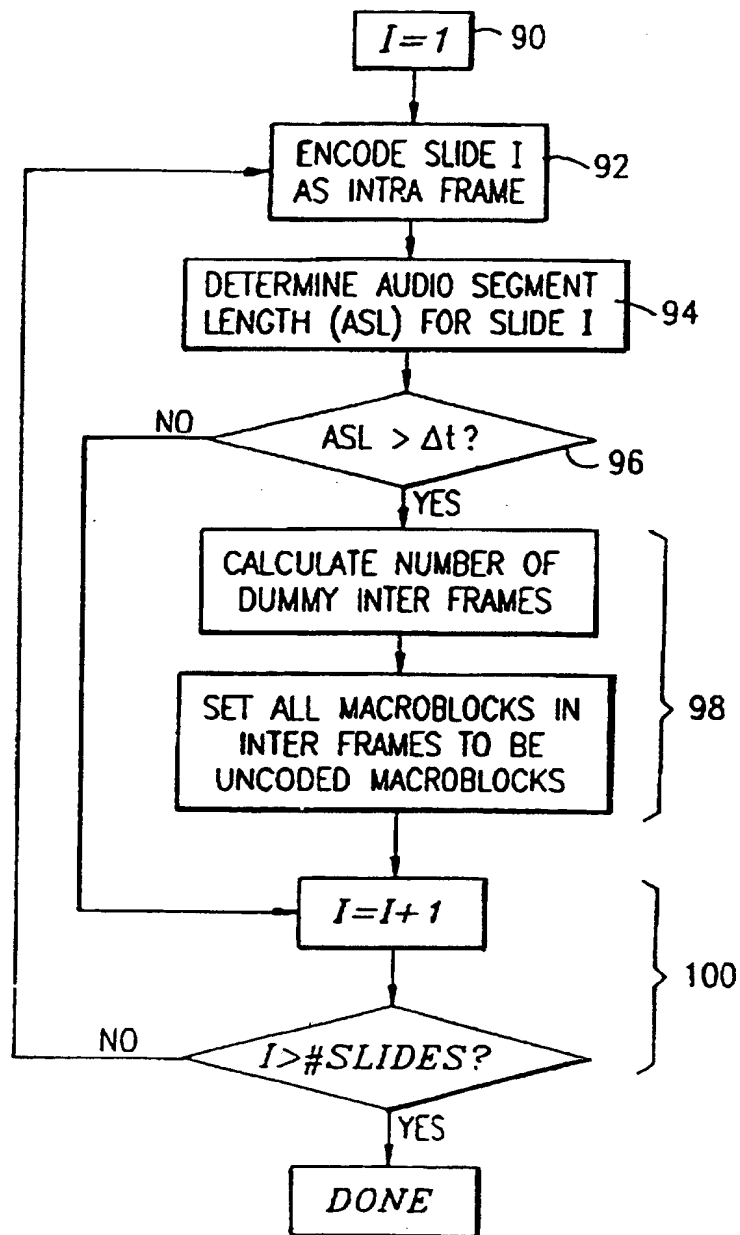 I=1
90
ENCODE SLIDE I
AS INTRA FRAME
92
DETERMINE AUDIO SEGMENT
LENGTH (ASL) FOR SLIDE I
94
NO
ASL > Δt?
96
YES
CALCULATE NUMBER OF
DUMMY INTER FRAMES
SET ALL MACROBLOCKS IN
INTER FRAMES TO BE
UNCODED MACROBLOCKS
98
I=I+1
100
NO
I>#SLIDES?
YES
DONE